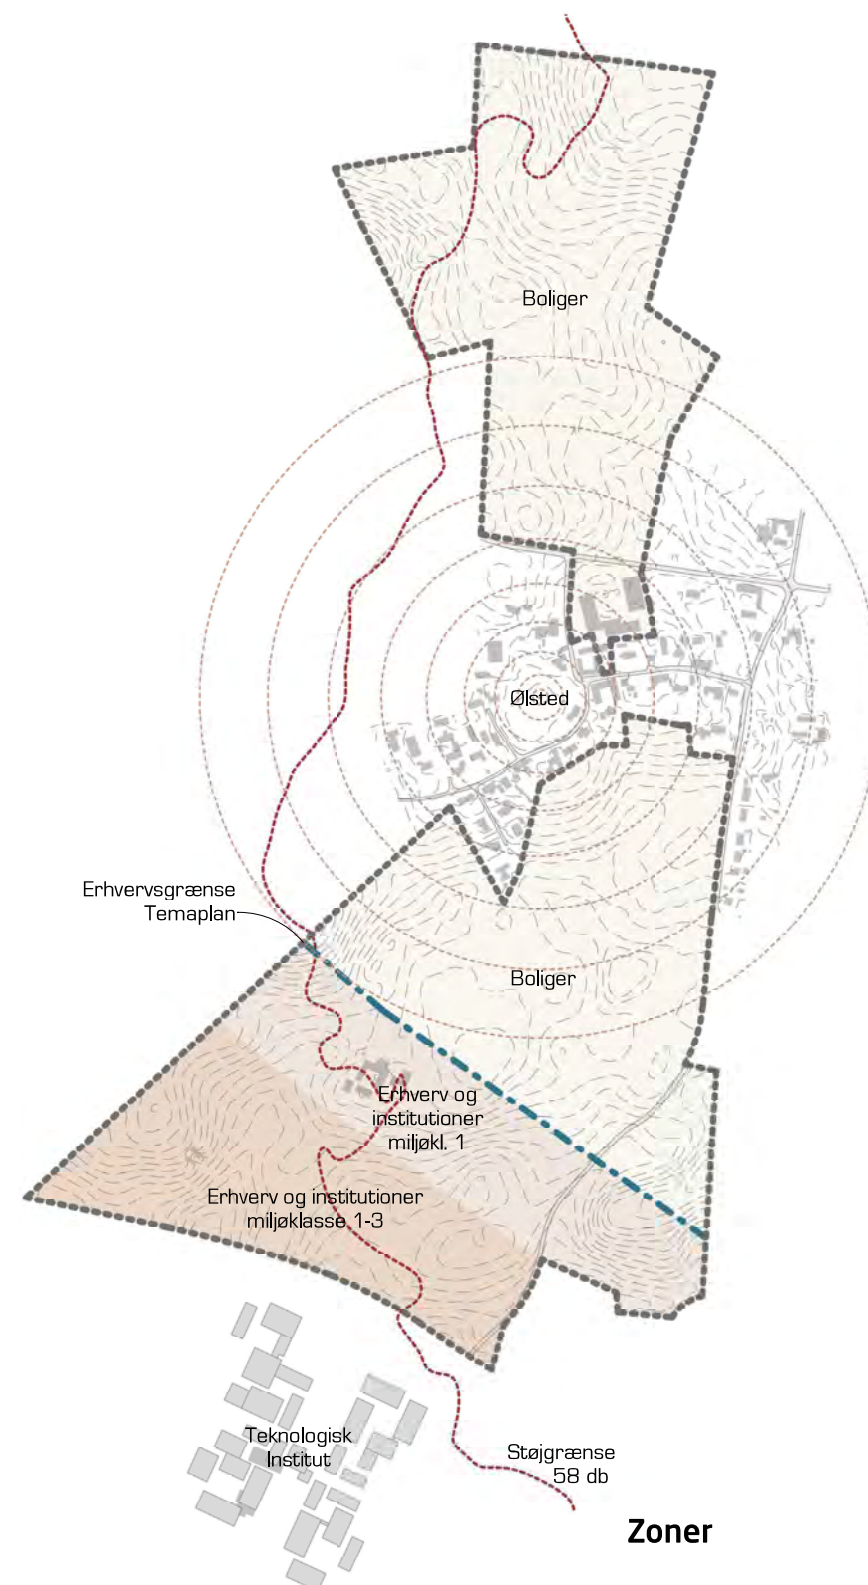 Boliger
Ølsted
Erhvervsgrænse
Temaplan
Boliger
Erhverv og
institutioner
miljøkl. 1
Erhverv og institutioner
miljøklasse 1-3
Teknologisk
Institut
Støjgrænse
58 db
Zoner